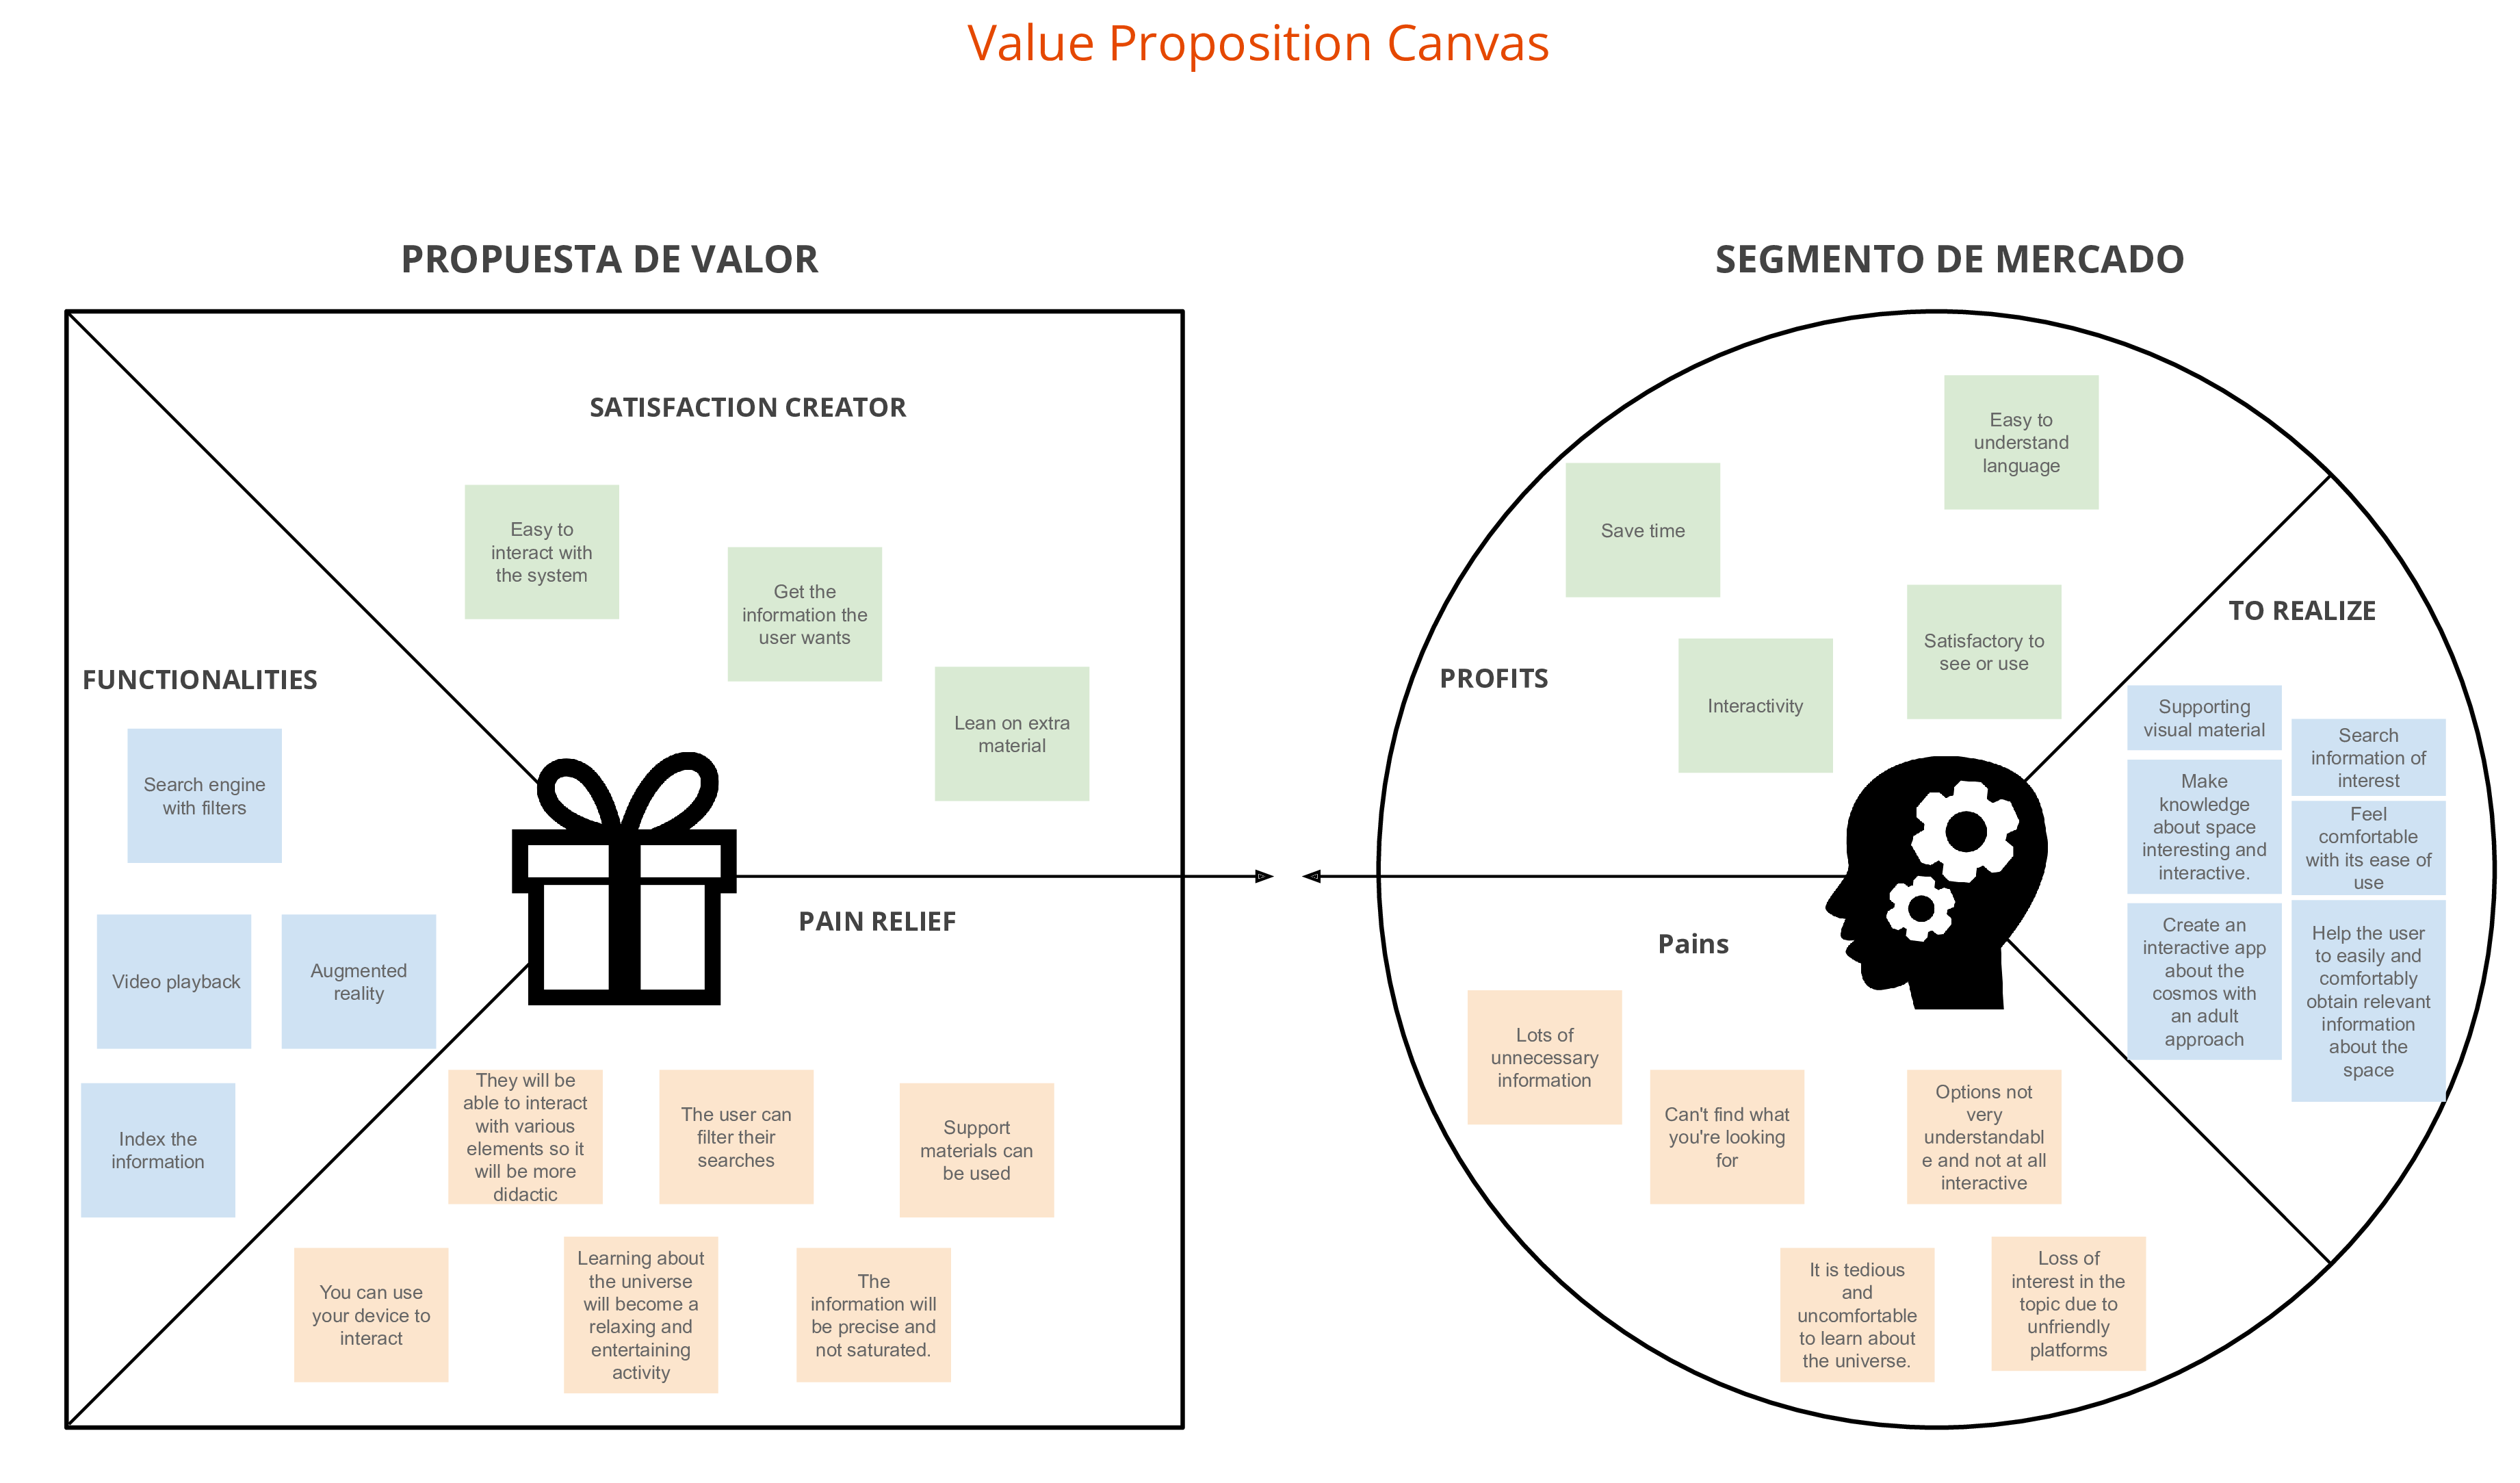 Value Proposition Canvas
PROPUESTA DE VALOR
SATISFACTION CREATOR
Easy to
interact with
the system
Get the
information the
user wants
Lean on extra
material
FUNCTIONALITIES
Search engine
with filters
Video playback
Augmented
reality
Index the
information
PAIN RELIEF
They will be
able to interact
with various
elements so it
will be more
didactic
The user can
filter their
searches
Support
materials can
be used
You can use
your device to
interact
Learning about
the universe
will become a
relaxing and
entertaining
activity
The
information will
be precise and
not saturated.
SEGMENTO DE MERCADO
Easy to
understand
language
Save time
Satisfactory to
see or use
Interactivity
PROFITS
TO REALIZE
Supporting
visual material
Search
information of
interest
Make
knowledge
about space
interesting and
interactive.
Feel
comfortable
with its ease of
use
Create an
interactive app
about the
cosmos with
an adult
approach
Help the user
to easily and
comfortably
obtain relevant
information
about the
space
Pains
Lots of
unnecessary
information
Can't find what
you're looking
for
Options not
very
understandabl
e and not at all
interactive
It is tedious
and
uncomfortable
to learn about
the universe.
Loss of
interest in the
topic due to
unfriendly
platforms